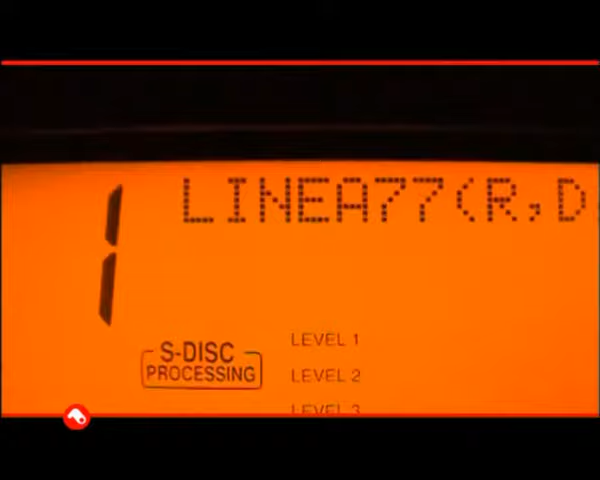 1 LINEA77(R,D
S-DISC
PROCESSING
LEVEL 1
LEVEL 2
LEVEL 3